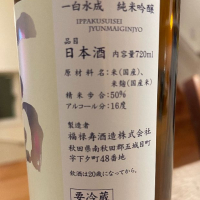 一白水成 純米吟醸
IPPAKUSUISEI
JYUNMAIGINJYO
品目
日本酒 内容量720ml
原材料名:米(国産)、
米麹(国産米)
精米歩合:50%
アルコール分:16度
製造者
福禄寿酒造株式会社
秋田県南秋田郡五城目町
字下夕町48番地
飲酒は20歳になってから。
要冷蔵